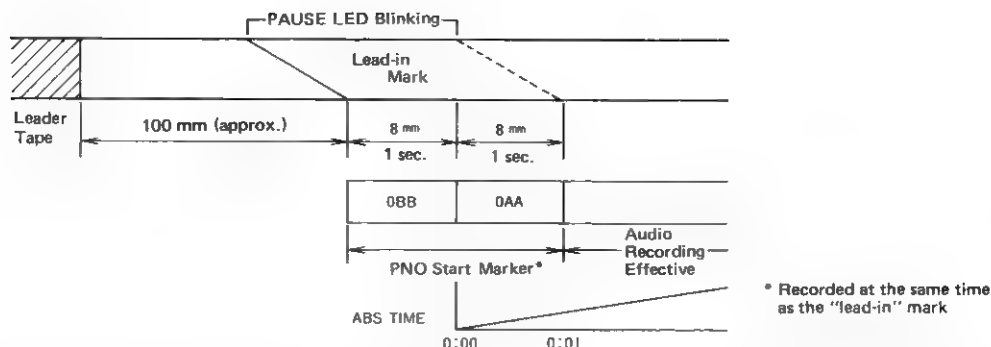 PAUSE LED Blinking
Lead-in
Mark
Leader
Tape
100 mm (approx.)
8 mm
1 sec.
8 mm
1 sec.
0BB
0AA
PNO Start Marker*
Audio
Recording
Effective
* Recorded at the same time
as the "lead-in" mark
ABS TIME
0:00
0:01